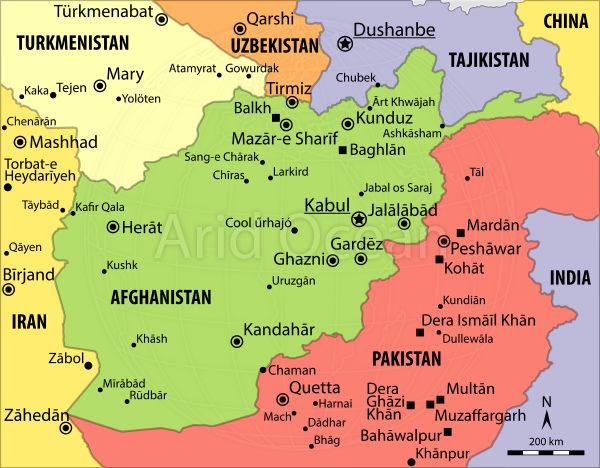 Türkmenabat
Qarshi
Dushanbe
CHINA
TURKMENISTAN
UZBEKISTAN
TAJIKISTAN
Atamyrat
Gowurdak
Mary
Chubek
Kaka
Tejen
Yolöten
Tirmiz
Ārt Khwājah
Balkh
Chenārān
Mazār-e Sharīf
Kunduz
Ashkāsham
Mashhad
Baghlān
Torbat-e
Heydarīyeh
Sang-e Chārak
Chīras
Larkird
Tāl
Jabal os Saraj
Tāybād
Kafir Qala
Kabul
Jalālābād
Herāt
Cool űrhajó
Mardān
Arid Ocean
Peshāwar
Qāyen
Gardēz
Ghazni
Kohāt
Kushk
Bīrjand
Uruzgān
INDIA
AFGHANISTAN
Kundiān
IRAN
Dera Ismāīl Khān
Kandahār
Dullewāla
Khāsh
Zābol
PAKISTAN
Chaman
Mīrābād
Rūdbār
Quetta
Harnai
Dera
Ghāzi
Khān
Multān
Muzaffargarh
Zāhedān
Mach
Dādhar
Bhāg
Bahāwalpur
Khānpur
N
200 km